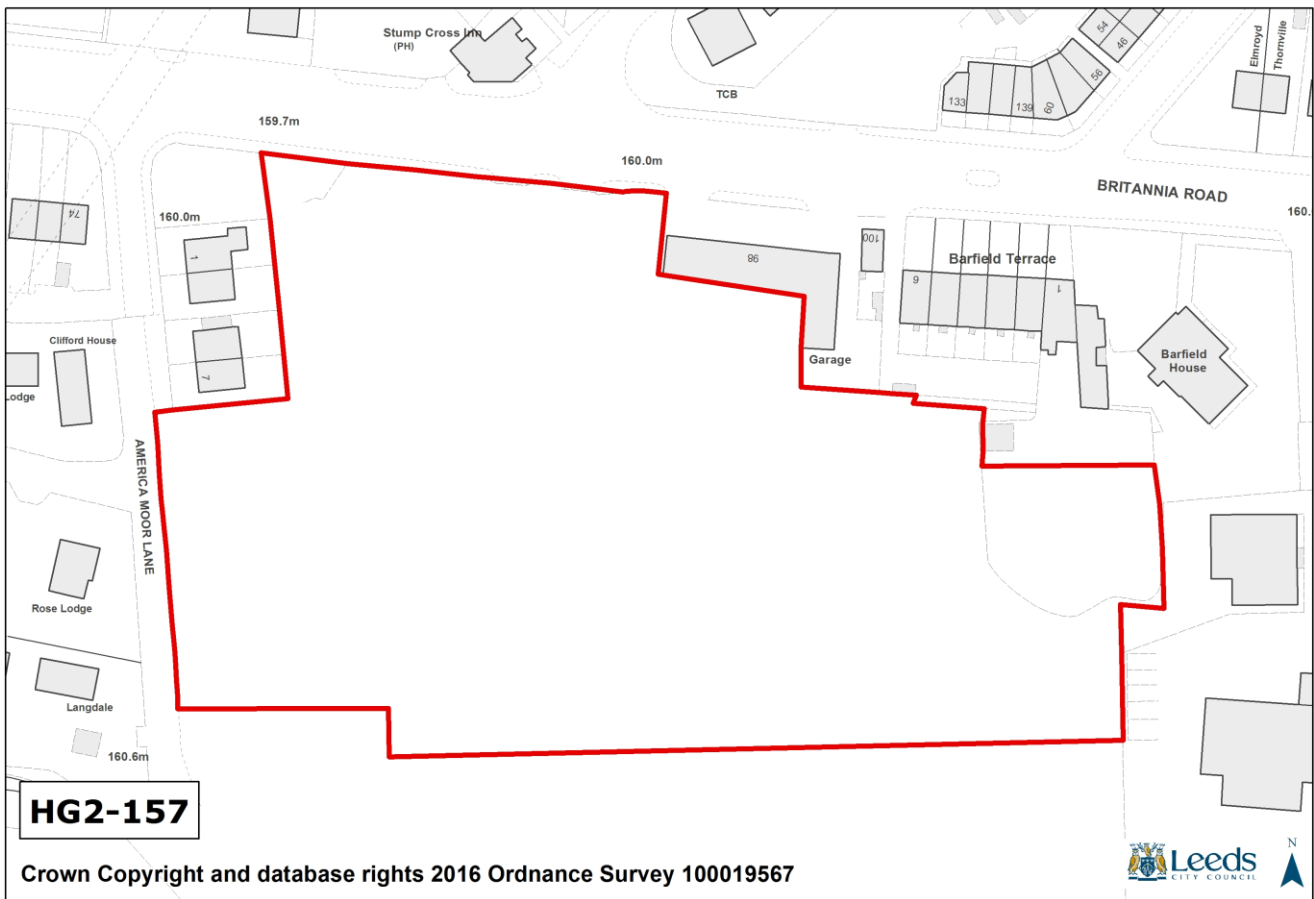 Stump Cross Inn
(PH)
TCB
54
46
56
133
139
60
Elmroyd
Thornville
159.7m
160.0m
BRITANNIA ROAD
160.
74
160.0m
1
7
98
100
Barfield Terrace
6
1
Barfield
House
Garage
Clifford House
Lodge
AMERICA MOOR LANE
Rose Lodge
Langdale
160.6m
HG2-157
Crown Copyright and database rights 2016 Ordnance Survey 100019567
Leeds
CITY COUNCIL
N